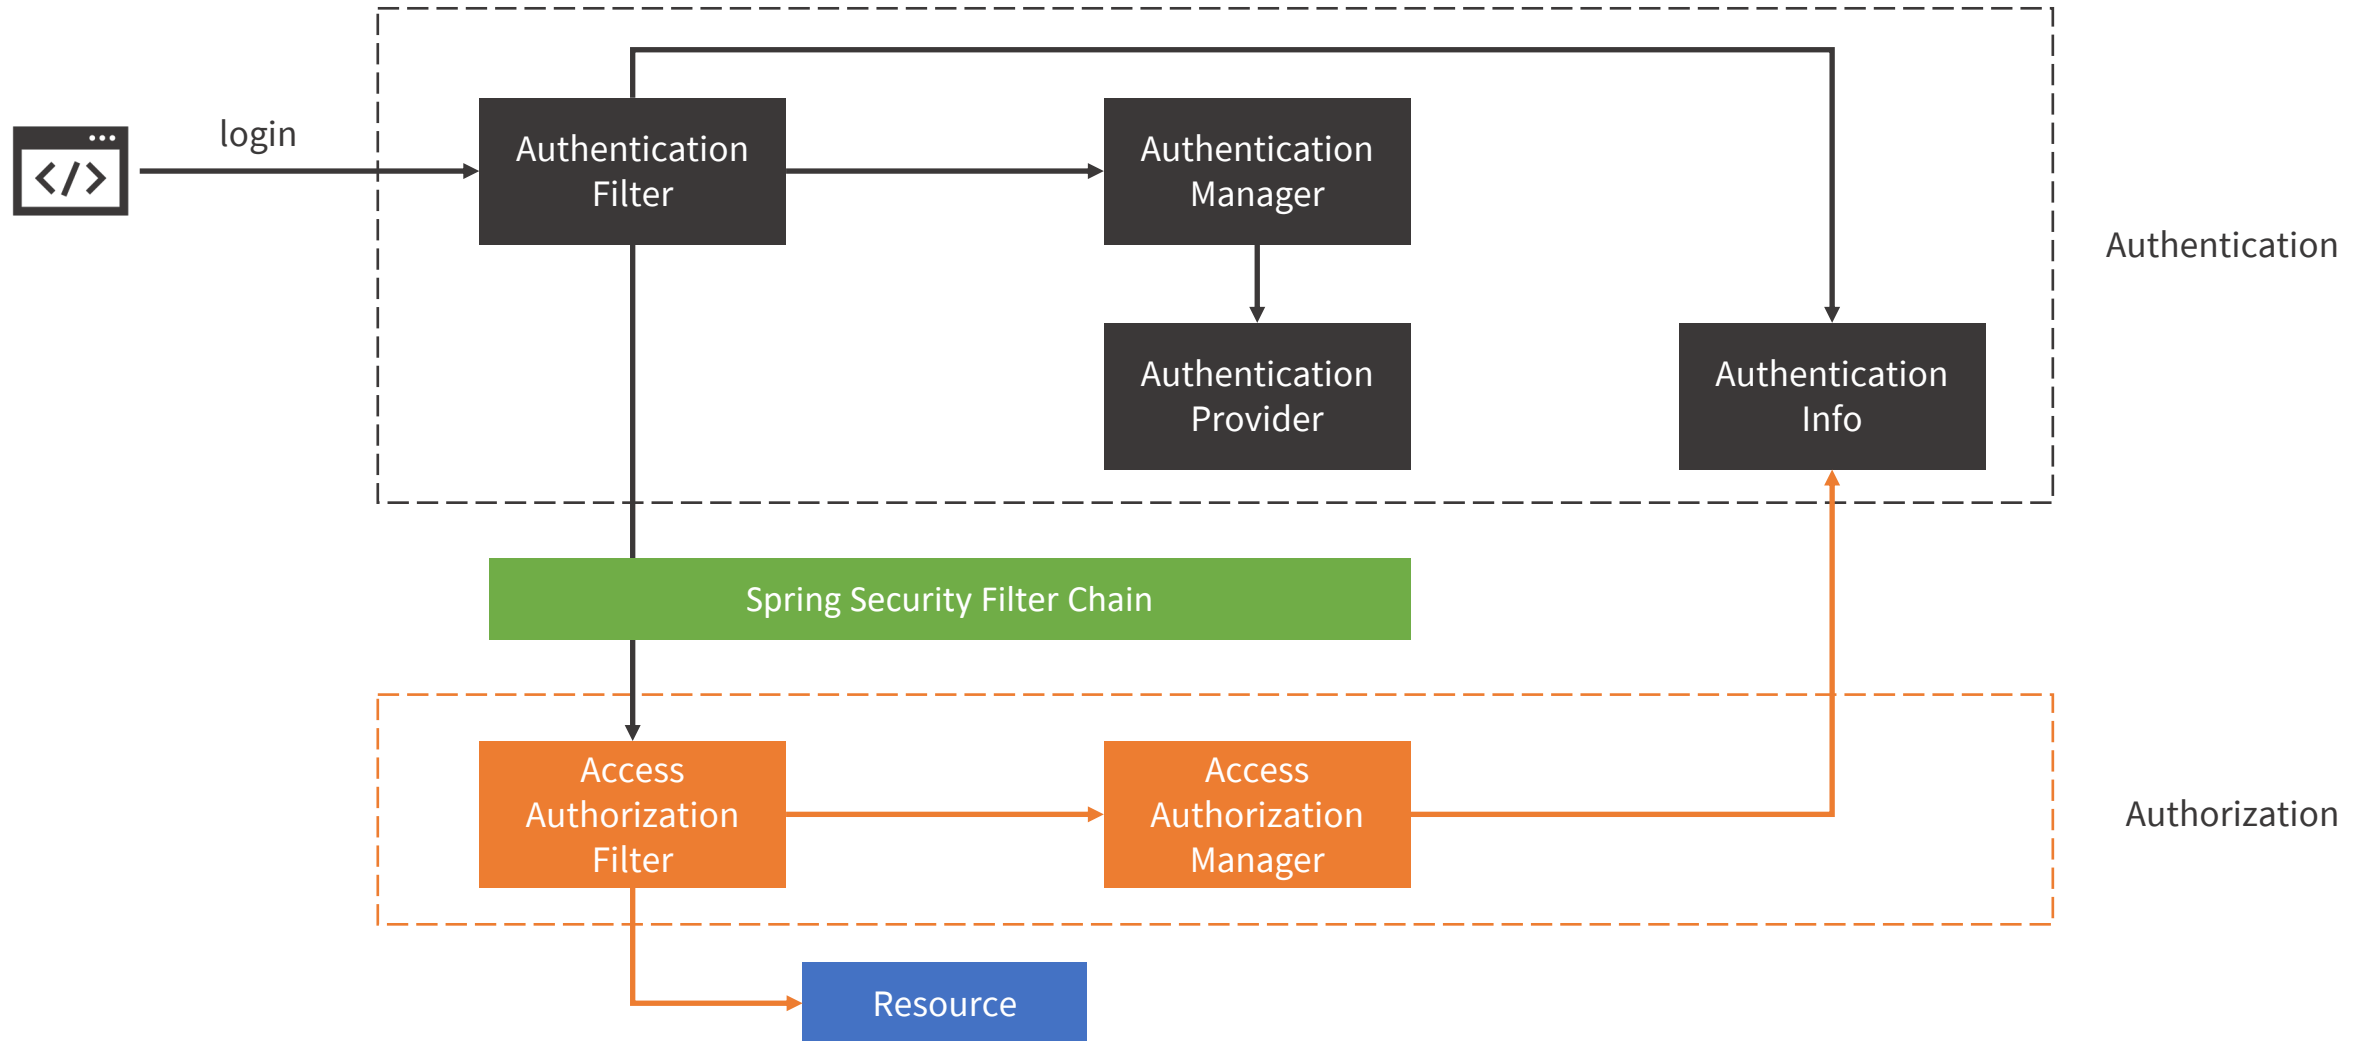 login
Authentication
Filter
Authentication
Manager
Authentication
Authentication
Provider
Authentication
Info
Spring Security Filter Chain
Access
Authorization
Filter
Access
Authorization
Manager
Authorization
Resource